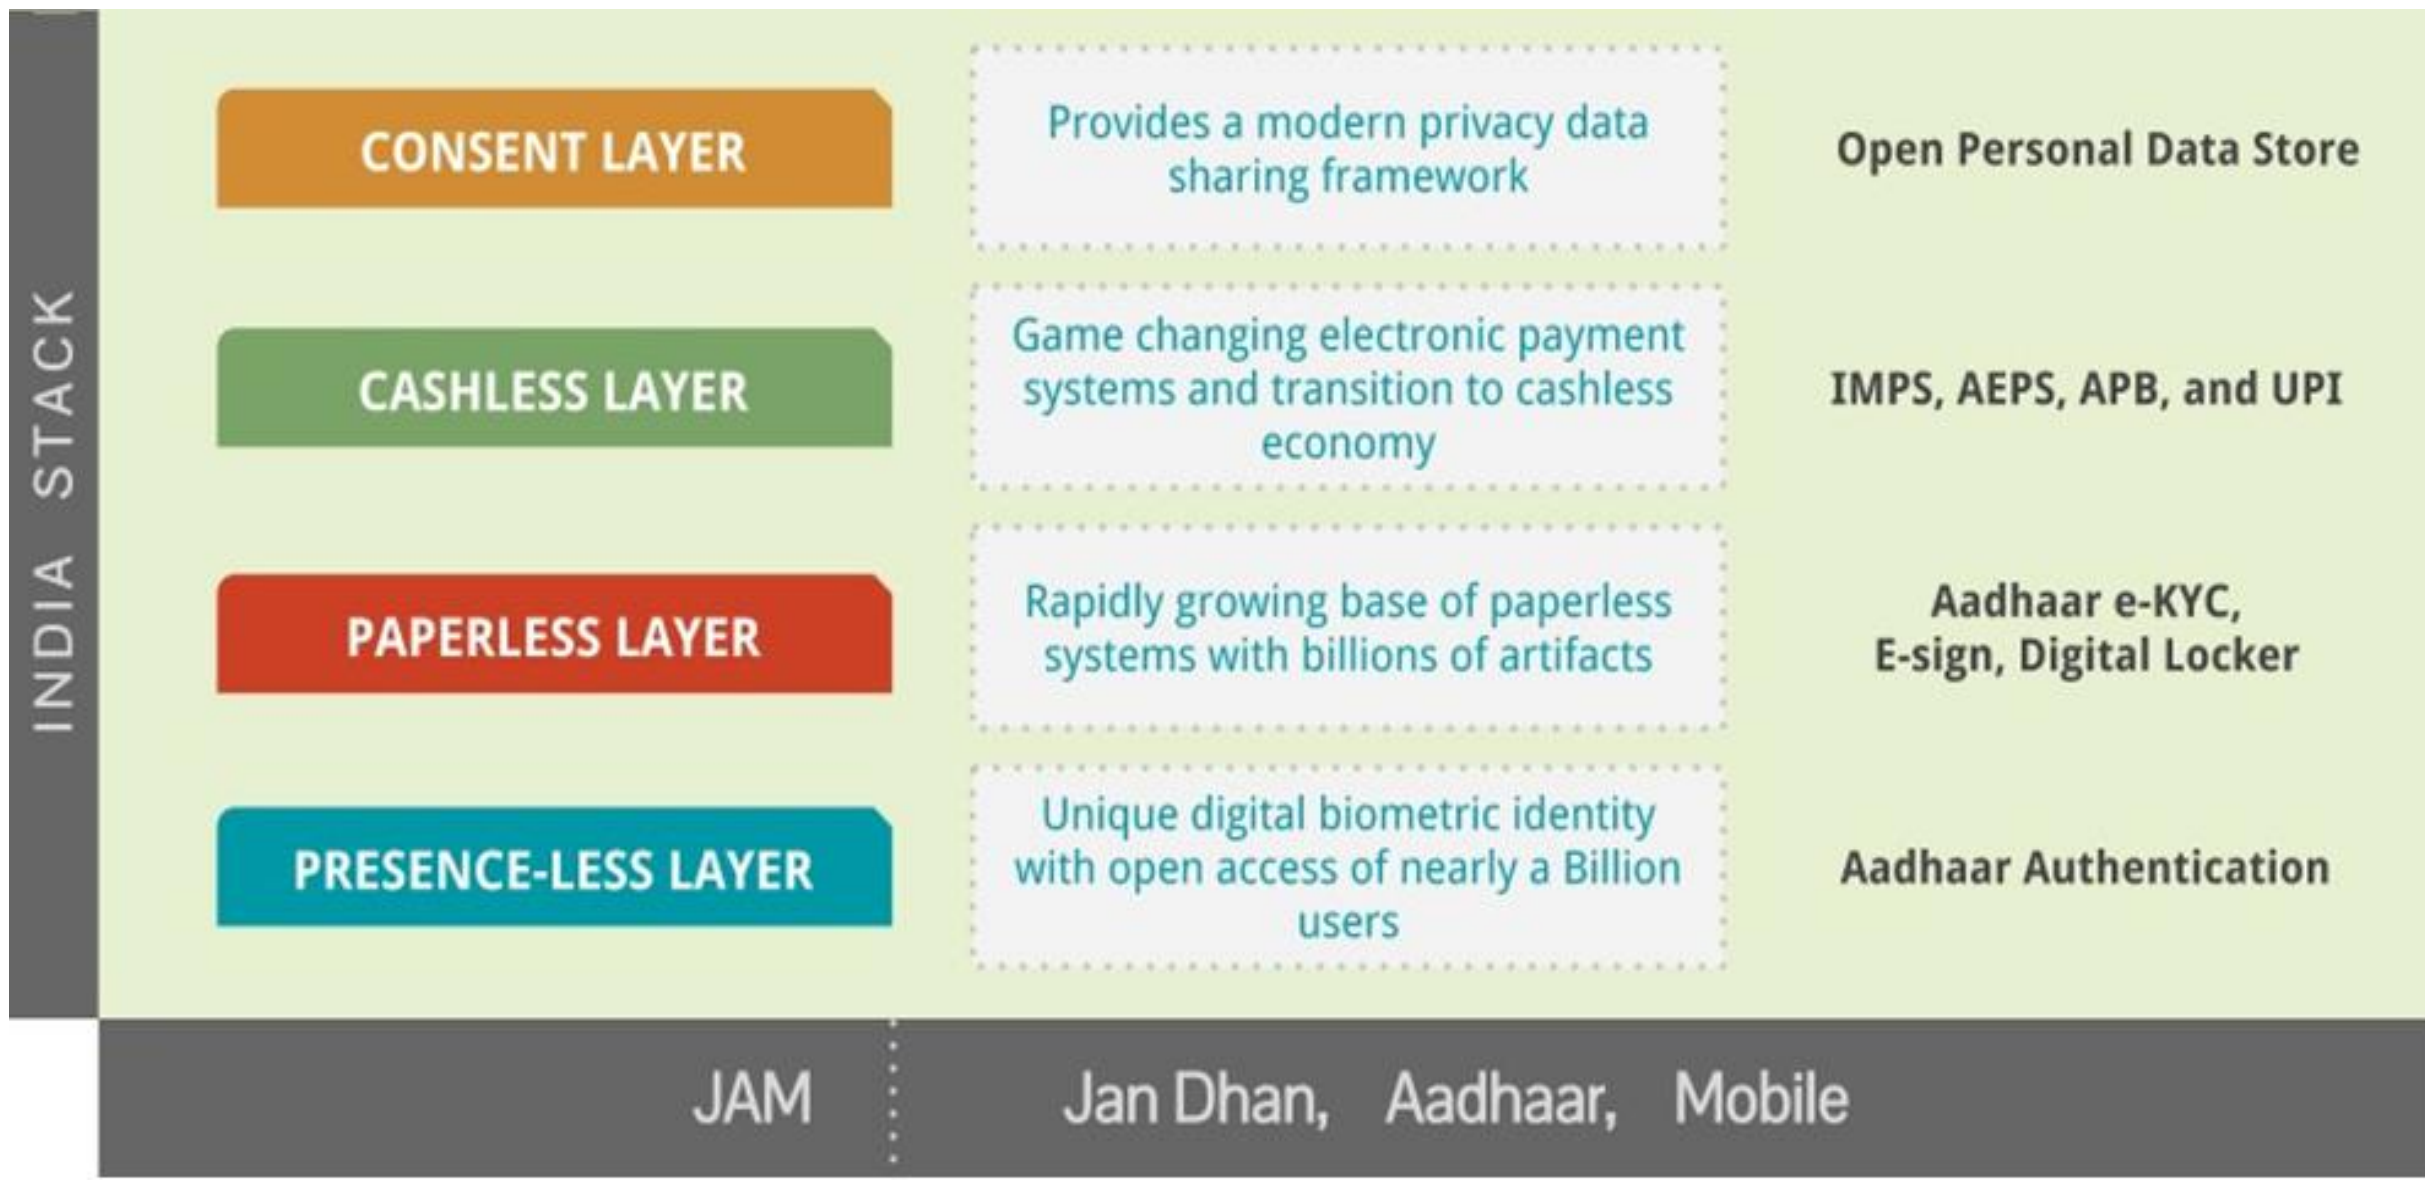 INDIA STACK
CONSENT LAYER
Provides a modern privacy data
sharing framework
Open Personal Data Store
CASHLESS LAYER
Game changing electronic payment
systems and transition to cashless
economy
IMPS, AEPS, APB, and UPI
PAPERLESS LAYER
Rapidly growing base of paperless
systems with billions of artifacts
Aadhaar e-KYC,
E-sign, Digital Locker
PRESENCE-LESS LAYER
Unique digital biometric identity
with open access of nearly a Billion
users
Aadhaar Authentication
JAM
Jan Dhan, Aadhaar, Mobile